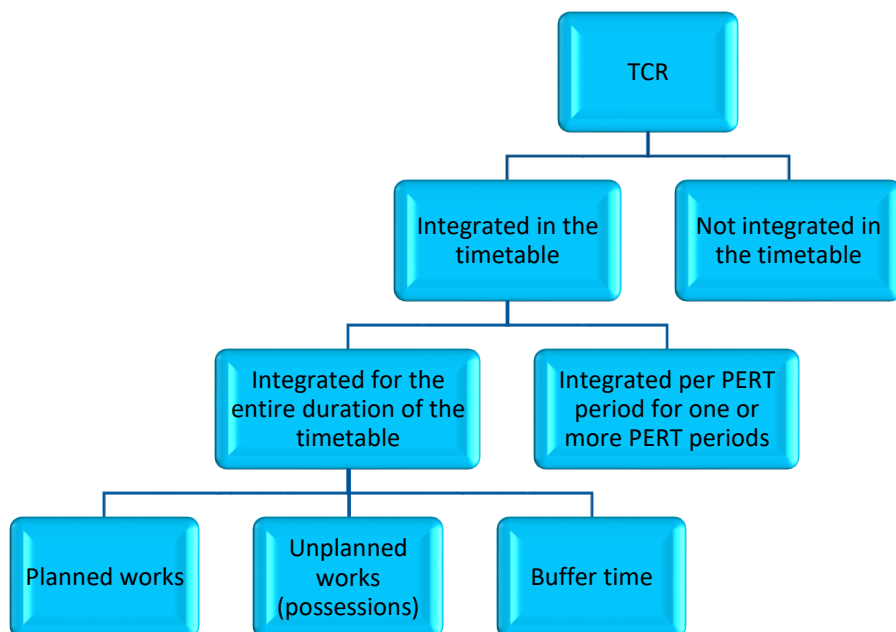 TCR
Integrated in the
timetable
Not integrated in
the timetable
Integrated for the
entire duration of the
timetable
Integrated per PERT
period for one or
more PERT periods
Planned works
Unplanned
works
(possessions)
Buffer time